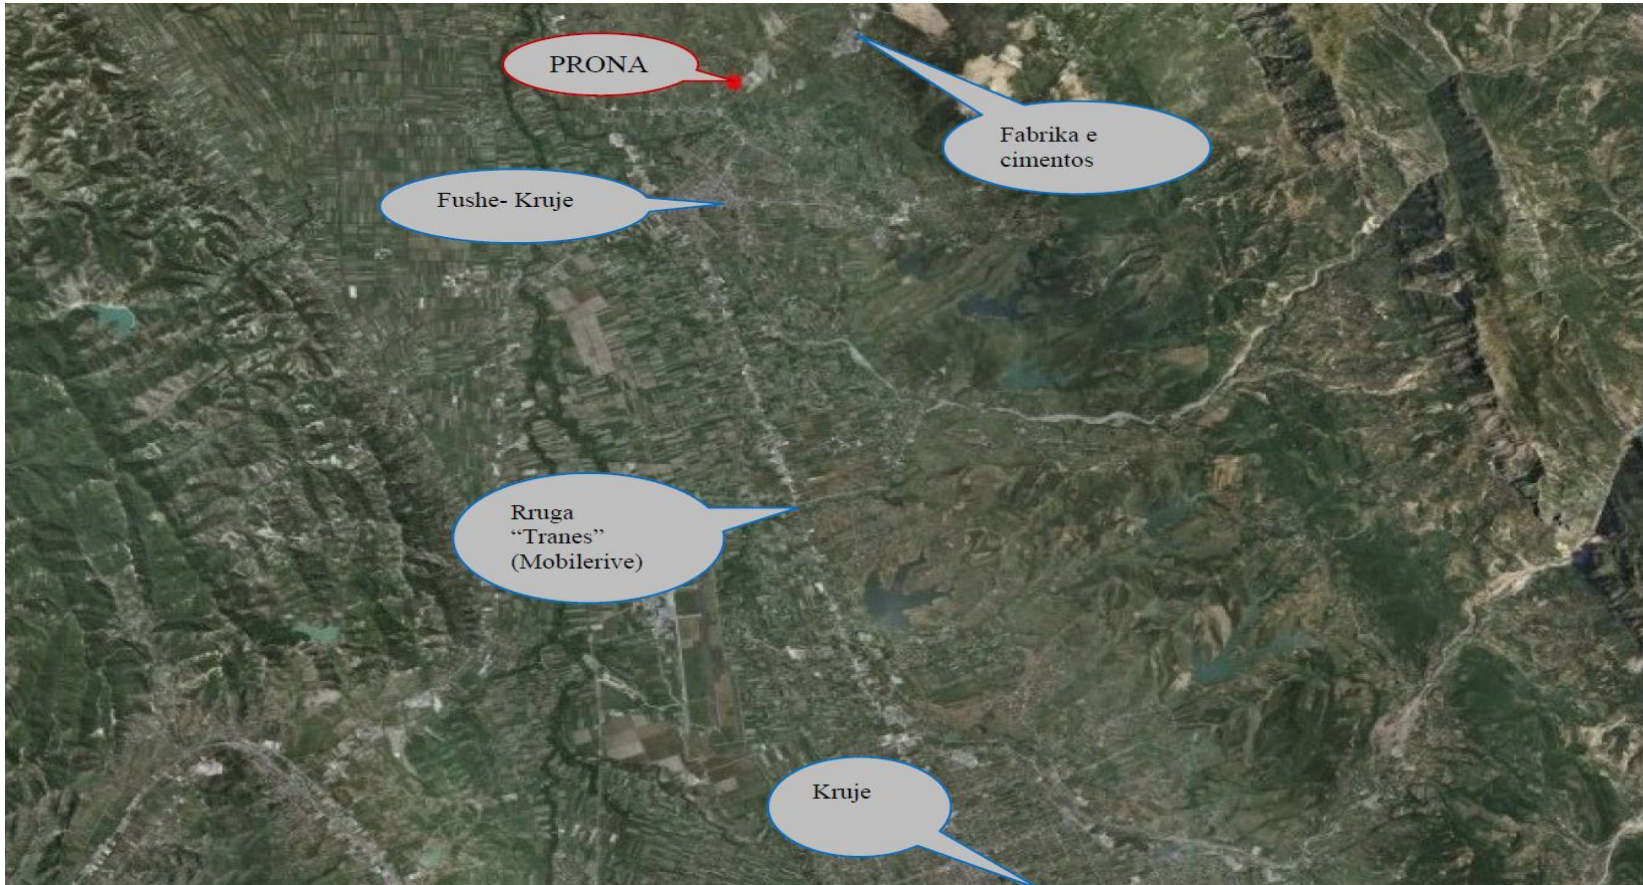 PRONA
Fabrika e
cimentos
Fushe- Kruje
Rruga
“Tranes”
(Mobilerive)
Kruje